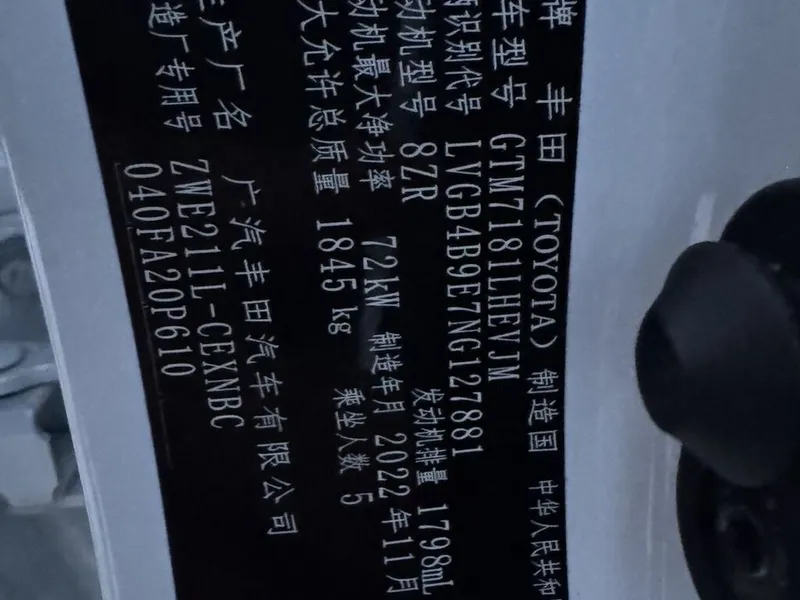 牌 丰田（TOYOTA） 制造国 中华人民共和
车型号 GTM7181LHEVJM
识别代号 LVGB4B9E7NG127881
动机型号 8ZR 发动机排量 1798mL
动机最大净功率 72kW 制造年月 2022年11月
大允许总质量 1845kg 乘坐人数 5
生产厂名 广汽丰田汽车有限公司
造厂专用号 ZWE211L-CEXNBC
040FA20P610